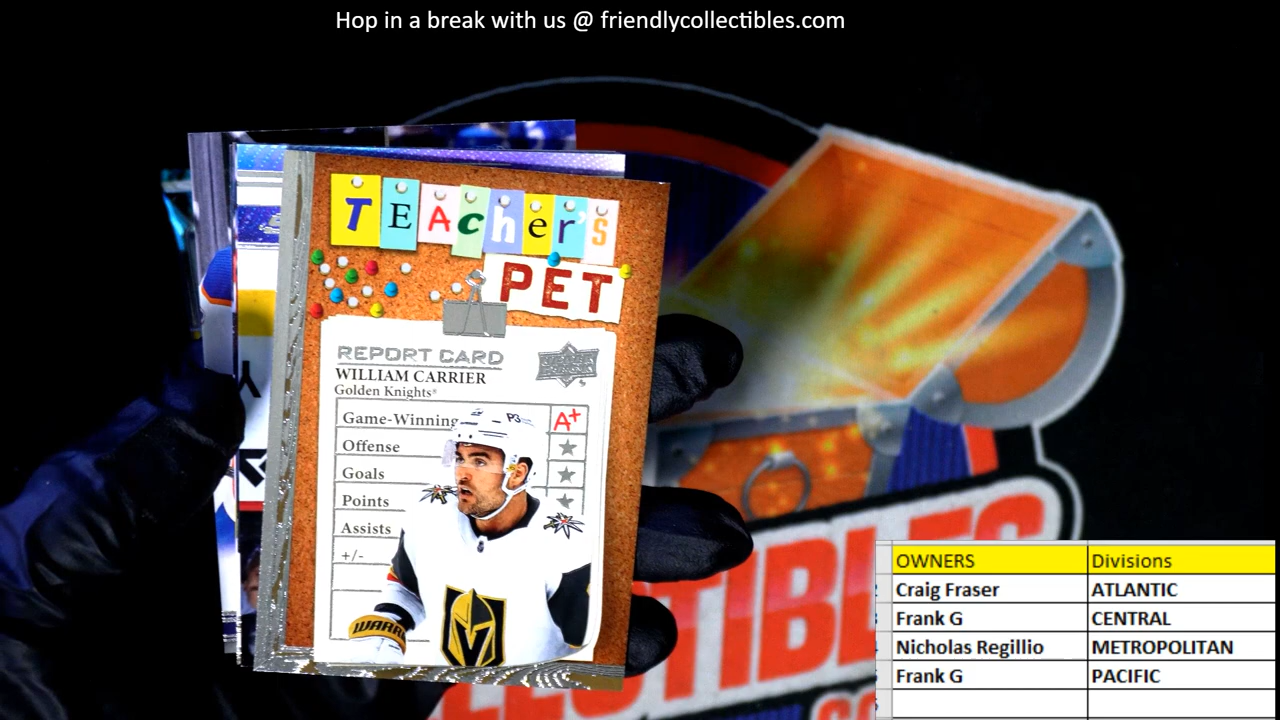 Hop in a break with us @ friendlycollectibles.com
TEAcher's
PET
REPORT CARD
WILLIAM CARRIER
Golden Knights
Game-Winning A+
Offense
Goals
Points
Assists
+/-
OWNERS Divisions
Craig Fraser ATLANTIC
Frank G CENTRAL
Nicholas Regillio METROPOLITAN
Frank G PACIFIC